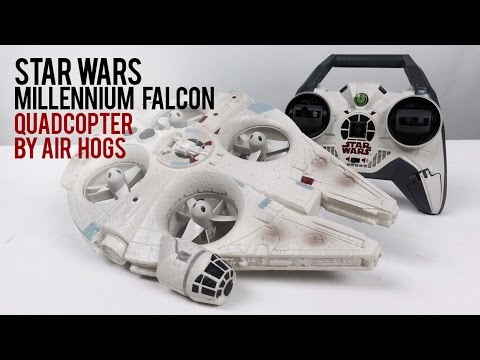 STAR WARS
MILLENNIUM FALCON
QUADCOPTER
BY AIR HOGS
STAR
WARS